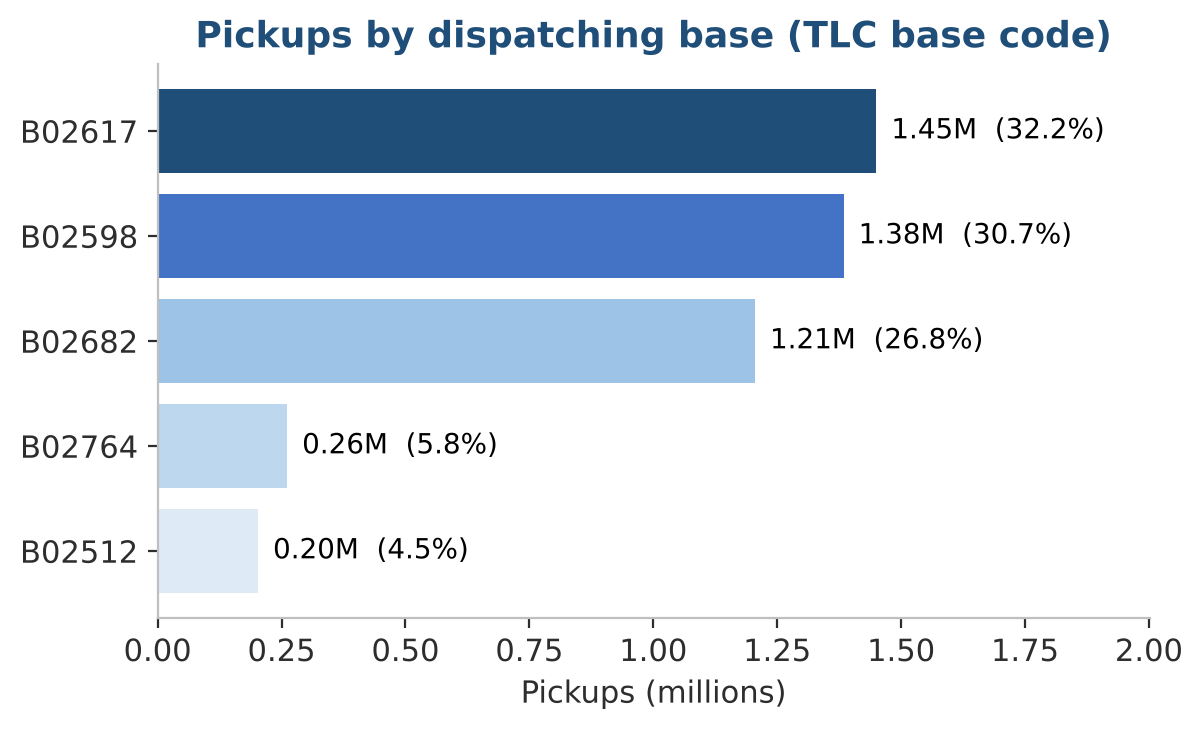 Pickups by dispatching base (TLC base code)
B02617 1.45M (32.2%)
B02598 1.38M (30.7%)
B02682 1.21M (26.8%)
B02764 0.26M (5.8%)
B02512 0.20M (4.5%)
0.00 0.25 0.50 0.75 1.00 1.25 1.50 1.75 2.00
Pickups (millions)